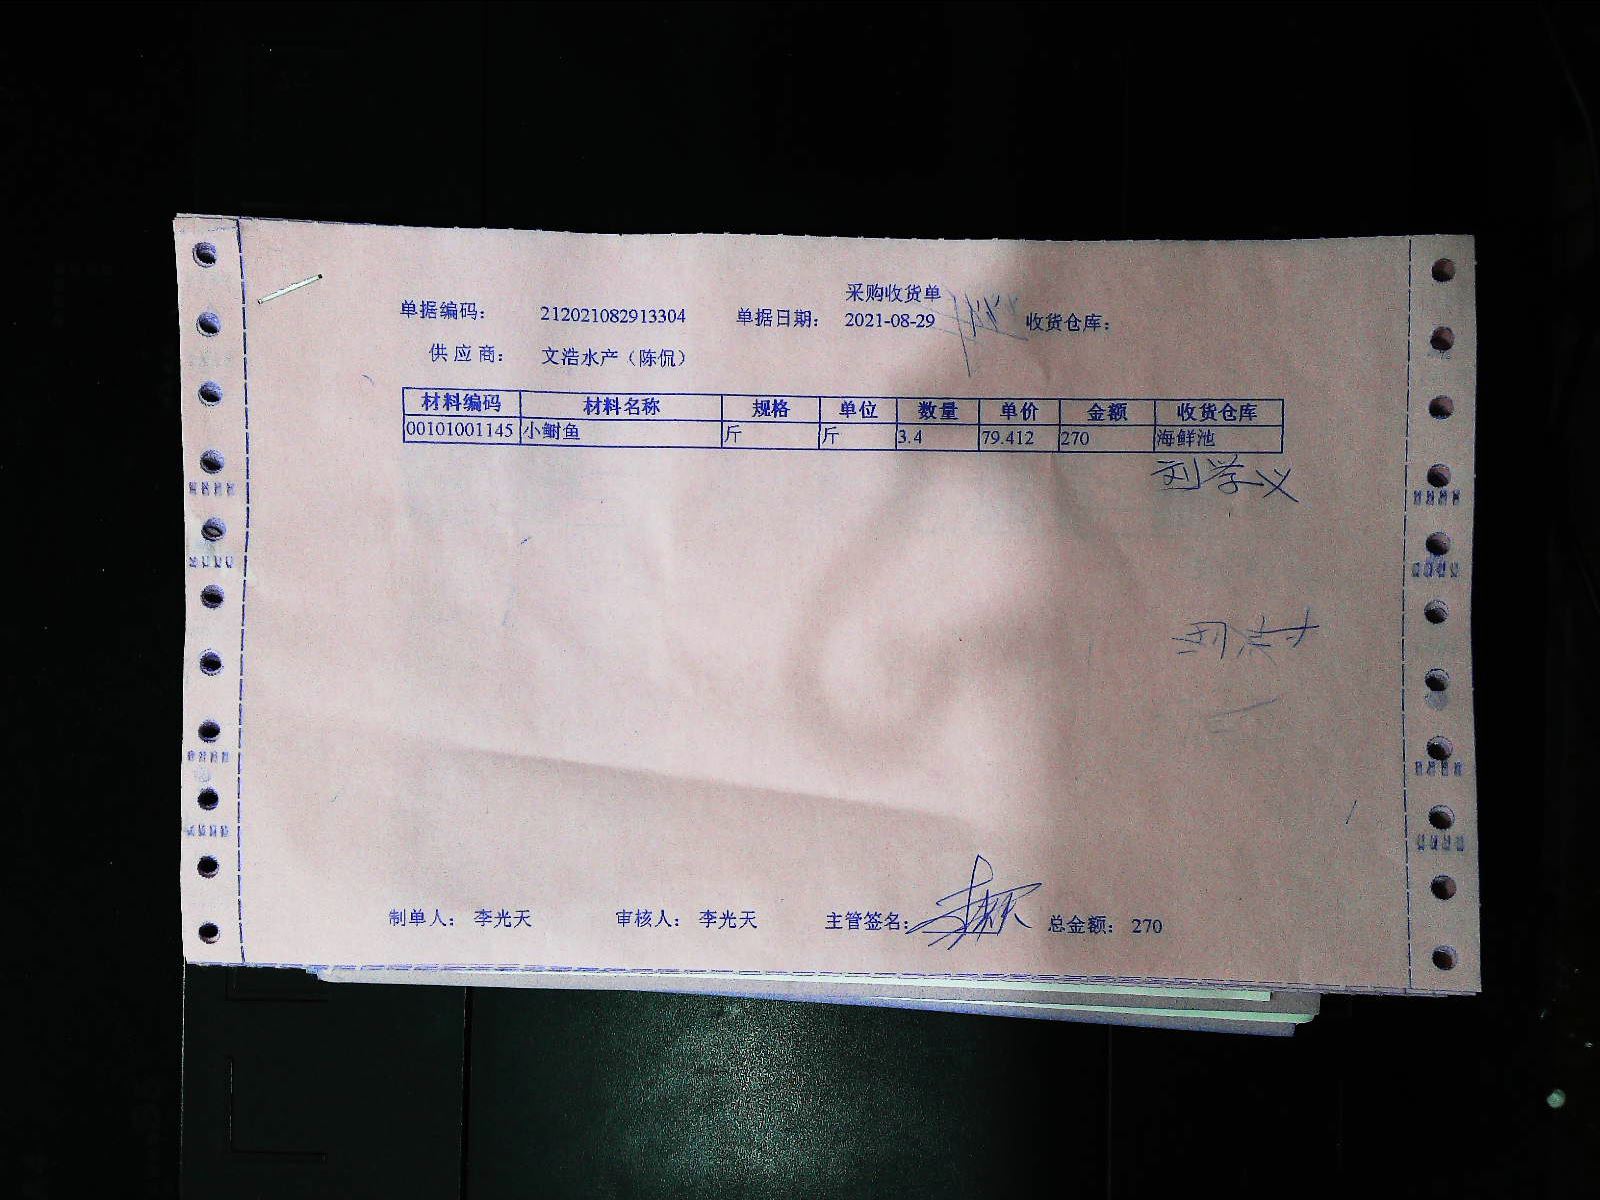 采购收货单
单据编码: 212021082913304 单据日期: 2021-08-29 收货仓库:
供应商: 文浩水产（陈侃）
材料编码 材料名称 规格 单位 数量 单价 金额 收货仓库
00101001145 小鲥鱼 斤 斤 3.4 79.412 270 海鲜池
刘学义
制单人: 李光天 审核人: 李光天 主管签名: 总金额: 270